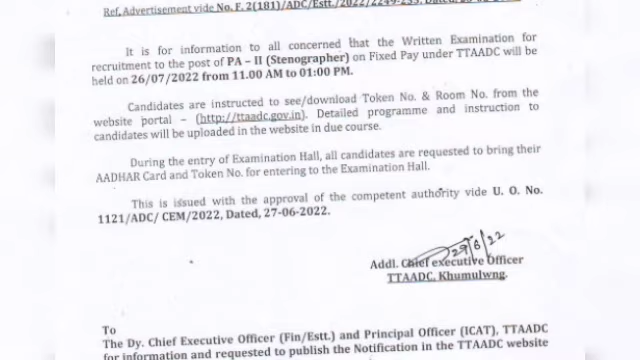 Ref. Advertisement vide No. F. 2(181)/ADC/Estt./2022/2249-255, Dated,
It is for information to all concerned that the Written Examination for
recruitment to the post of PA – II (Stenographer) on Fixed Pay under TTAADC will be
held on 26/07/2022 from 11.00 AM to 01:00 PM.
Candidates are instructed to see/download Token No. & Room No. from the
website portal – (http://ttaadc.gov.in). Detailed programme and instruction to
candidates will be uploaded in the website in due course.
During the entry of Examination Hall, all candidates are requested to bring their
AADHAR Card and Token No. for entering to the Examination Hall.
This is issued with the approval of the competent authority vide U. O. No.
1121/ADC/ CEM/2022, Dated, 27-06-2022.
29/6/22
Addl. Chief executive Officer
TTAADC, Khumulwng.
To
The Dy. Chief Executive Officer (Fin/Estt.) and Principal Officer (ICAT), TTAADC
for information and requested to publish the Notification in the TTAADC website